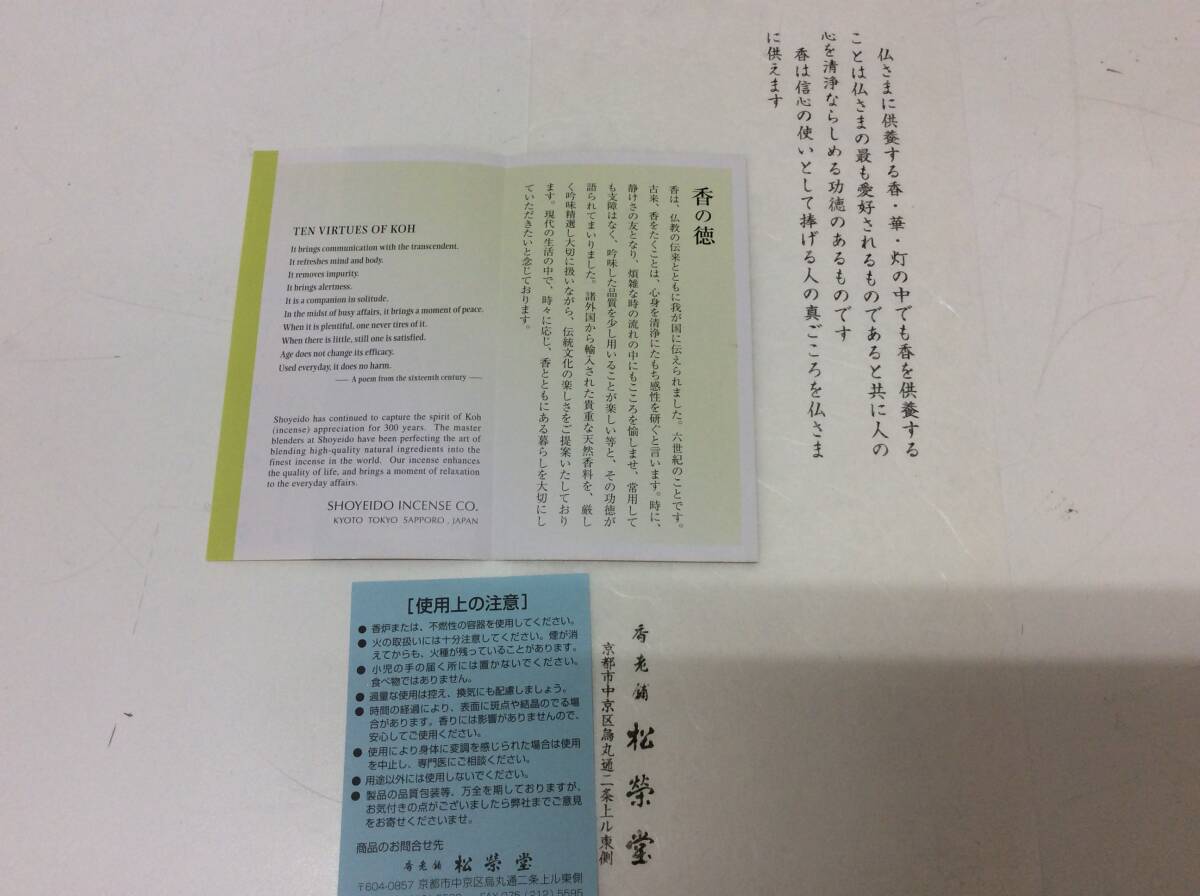 仏さまに供養する香・華・灯の中でも香を供養する
ことは仏さまの最も愛好されるものであると共に人の
心を清浄ならしめる功徳のあるものです
香は信心の使いとして捧げる人の真ごころを仏さま
に供えます
香老舗 松榮堂
京都市中京区烏丸通二条上ル東側
香の徳
香は、仏教の伝来とともに我が国に伝えられました。六世紀のことです。
古来、香をたくことは、心身を清浄にたもち感性を研ぐと言います。時に、
静けさの友となり、煩雑な時の流れの中にもこころを愉しませ、常用して
も支障はなく、吟味した品質を少し用いることが楽しい等と、その功徳が
語られてまいりました。諸外国から輸入された貴重な天然香料を、厳し
く吟味精選し大切に扱いながら、伝統文化の楽しさをご提案いたしており
ます。現代の生活の中で、時々に応じ、香とともにある暮らしを大切にし
ていただきたいと念じております。
TEN VIRTUES OF KOH
It brings communication with the transcendent.
It refreshes mind and body.
It removes impurity.
It brings alertness.
It is a companion in solitude.
In the midst of busy affairs, it brings a moment of peace.
When it is plentiful, one never tires of it.
When there is little, still one is satisfied.
Age does not change its efficacy.
Used everyday, it does no harm.
— A poem from the sixteenth century —
Shoyeido has continued to capture the spirit of Koh
(incense) appreciation for 300 years. The master
blenders at Shoyeido have been perfecting the art of
blending high-quality natural ingredients into the
finest incense in the world. Our incense enhances
the quality of life, and brings a moment of relaxation
to the everyday affairs.
SHOYEIDO INCENSE CO.
KYOTO TOKYO SAPPORO, JAPAN
[使用上の注意]
● 香炉または、不燃性の容器を使用してください。
● 火の取扱いには十分注意してください。煙が消
えてからも、火種が残っていることがあります。
● 小児の手の届く所には置かないでください。
食べ物ではありません。
● 過量な使用は控え、換気にも配慮しましょう。
● 時間の経過により、表面に斑点や結晶のでる場
合があります。香りには影響がありませんので、
安心してご使用ください。
● 使用により身体に変調を感じられた場合は使用
を中止し、専門医にご相談ください。
● 用途以外には使用しないでください。
● 製品の品質包装等、万全を期しておりますが、
お気付きの点がございましたら弊社までご意見
をお寄せくださいませ。
商品のお問合せ先
香老舗 松榮堂
〒604-0857 京都市中京区烏丸通二条上ル東側
FAX 075 (212) 5595